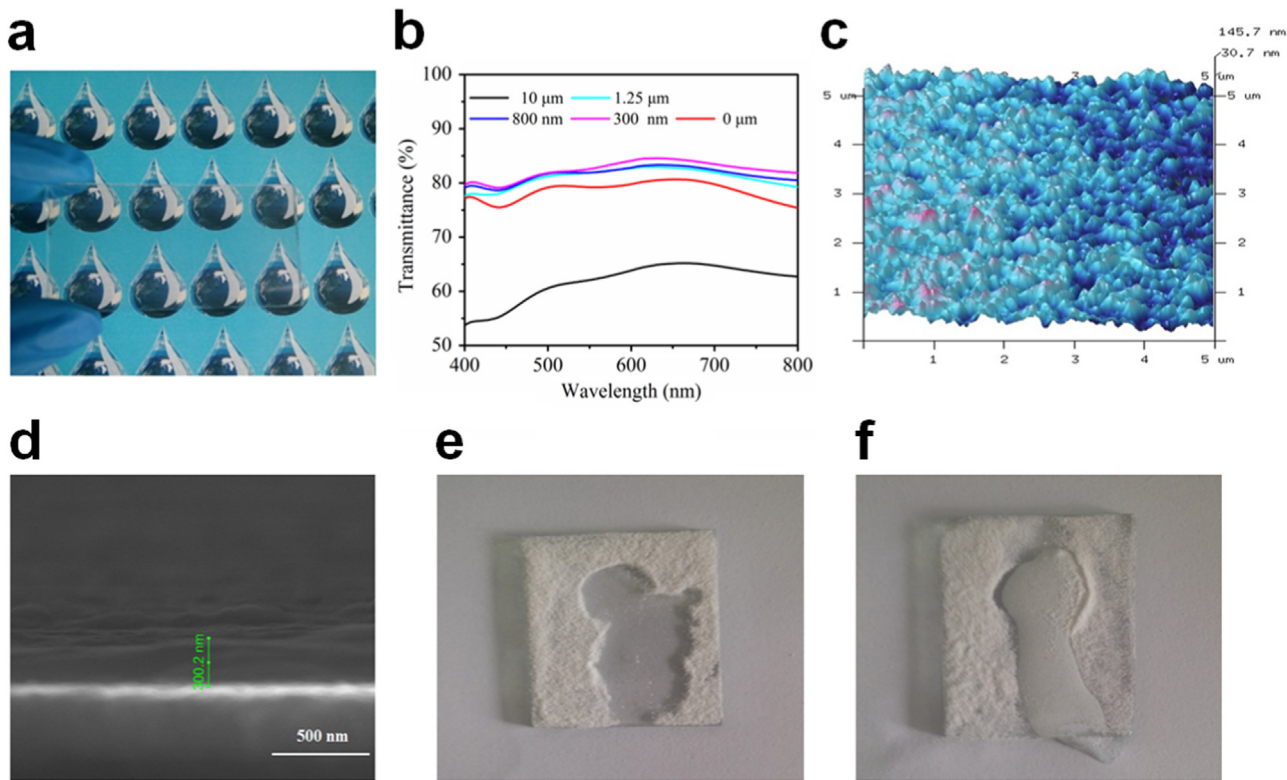 a
b
c
100
90
80
70
60
50
Transmittance (%)
10 μm
1.25 μm
800 nm
300 nm
0 μm
400
500
600
700
800
Wavelength (nm)
145.7 nm
30.7 nm
2
3
5 um
5 um
5 um
4
4
3
3
2
2
1
1
1
2
3
4
5 um
d
e
f
300.2 nm
500 nm